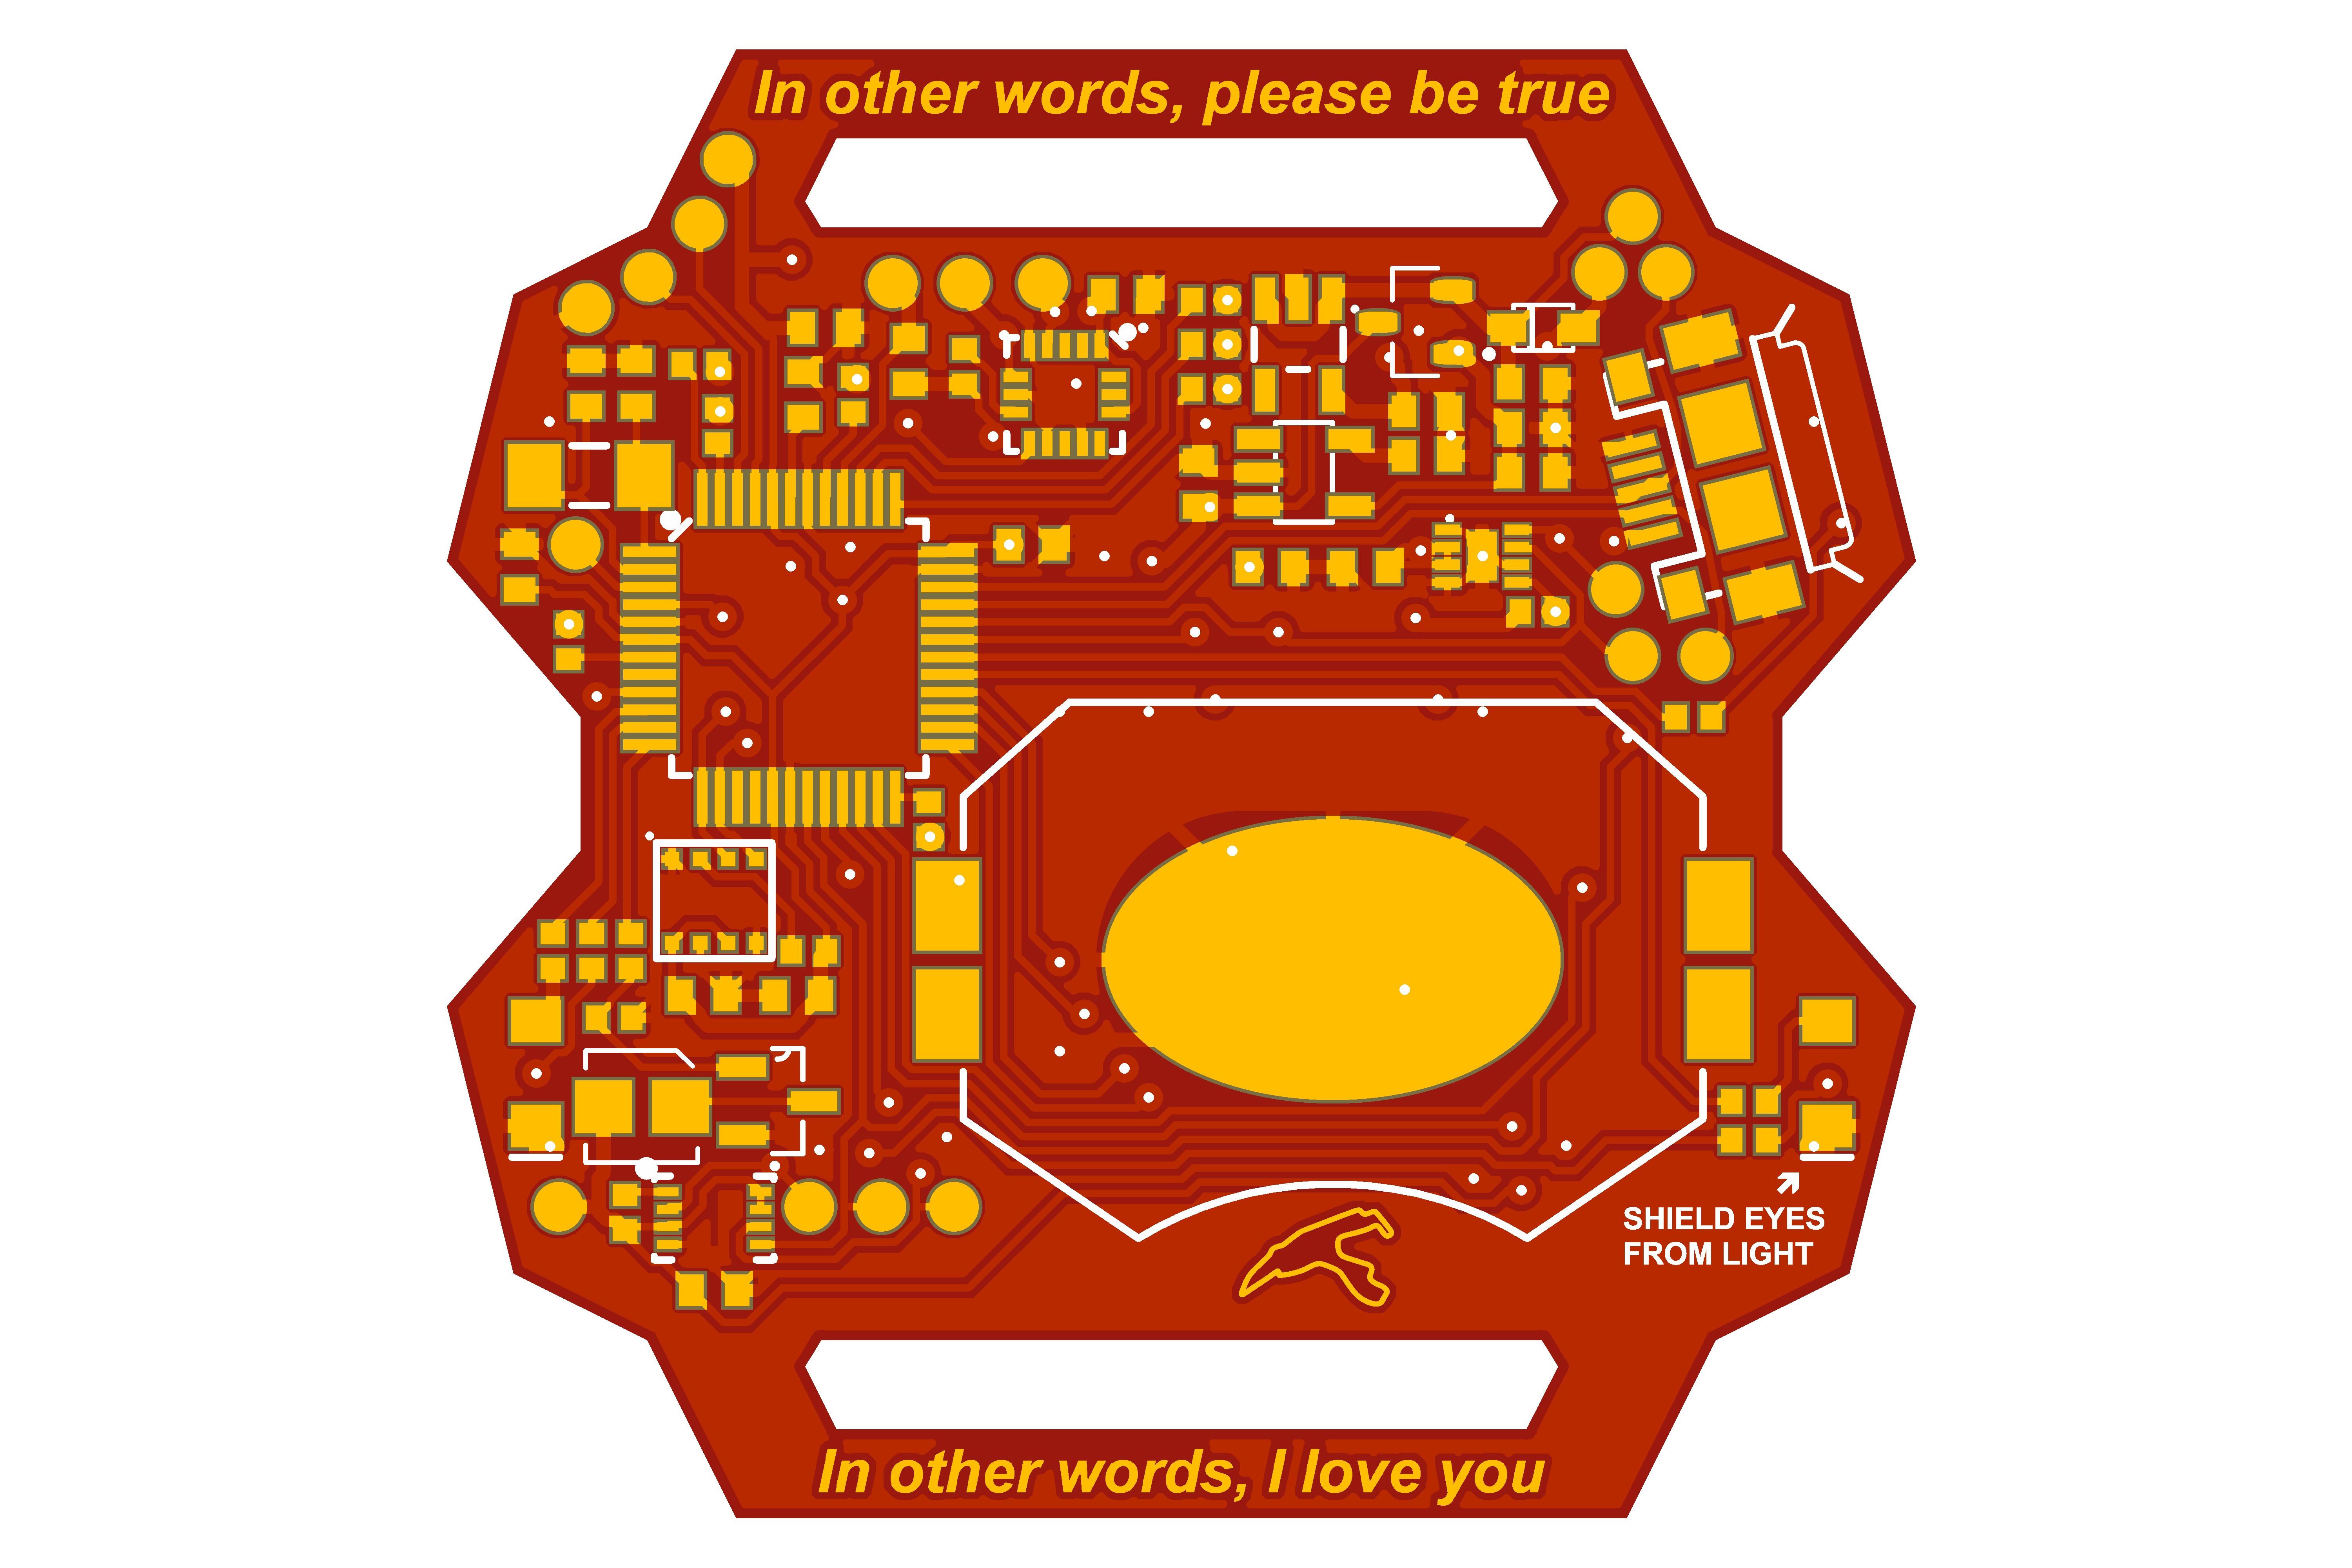 In other words, please be true
SHIELD EYES
FROM LIGHT
In other words, I love you